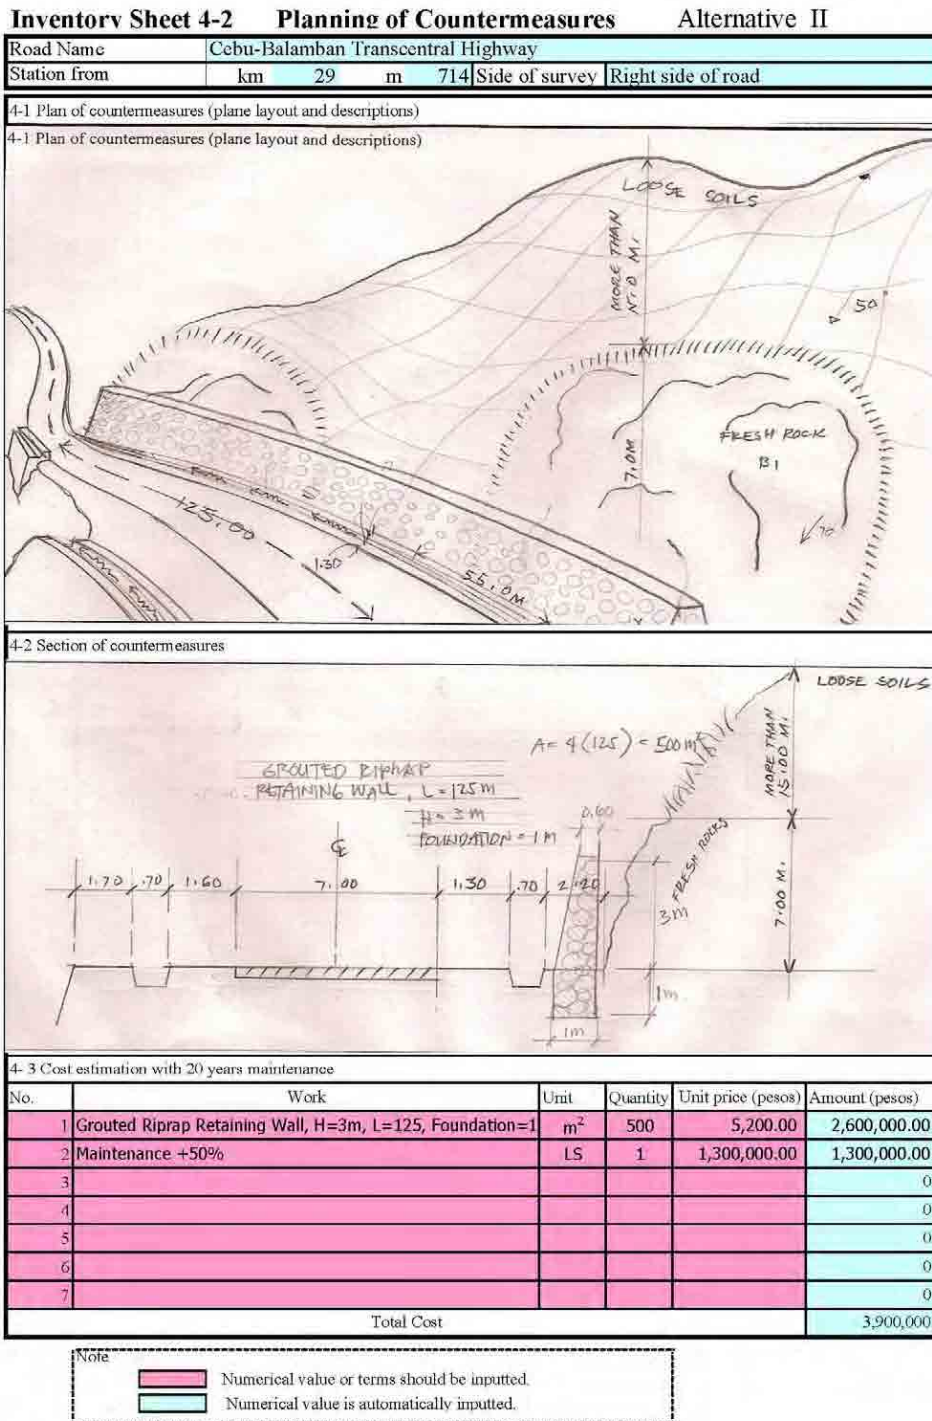 Inventory Sheet 4-2 Planning of Countermeasures Alternative II
Road Name Cebu-Balamban Transcentral Highway
Station from km 29 m 714 Side of survey Right side of road
4-1 Plan of countermeasures (plane layout and descriptions)
4-1 Plan of countermeasures (plane layout and descriptions)
LOOSE SOILS
MORE THAN
50
7.0M
FRESH ROCK
B1
70
125.00
1.30
55.0M
4-2 Section of countermeasures
LOOSE SOILS
A= 4(125) = 500m²
GROUTED RIPRAP
RETAINING WALL, L=125m
H= 3m
FOUNDATION = 1M
0.60
MORE THAN
15.00 M.
FRESH ROCKS
7.00 M.
1.70 .70 1.60 7.00 1.30 .70 2.20
3m
1m
1m
4- 3 Cost estimation with 20 years maintenance
No. Work Unit Quantity Unit price (pesos) Amount (pesos)
1 Grouted Riprap Retaining Wall, H=3m, L=125, Foundation=1 m² 500 5,200.00 2,600,000.00
2 Maintenance +50% LS 1 1,300,000.00 1,300,000.00
3 0
4 0
5 0
6 0
7 0
Total Cost 3,900,000
Note
Numerical value or terms should be inputted.
Numerical value is automatically inputted.